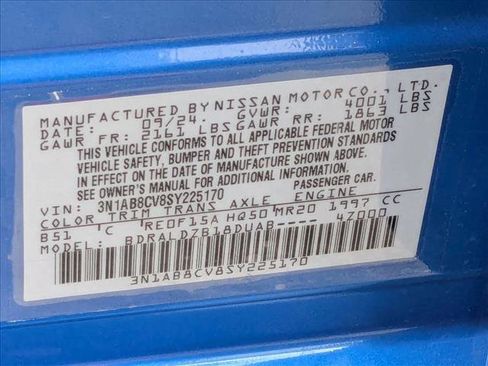 MANUFACTURED BY NISSAN MOTOR CO., LTD.
DATE: 09/24 GVWR: 4001 LBS
GAWR FR: 2161 LBS GAWR RR: 1863 LBS
THIS VEHICLE CONFORMS TO ALL APPLICABLE FEDERAL MOTOR
VEHICLE SAFETY, BUMPER AND THEFT PREVENTION STANDARDS
IN EFFECT ON THE DATE OF MANUFACTURE SHOWN ABOVE.
SEE OWNER'S MANUAL FOR ADDITIONAL INFORMATION.
VIN: 3N1AB8CV8SY225170 PASSENGER CAR
COLOR TRIM TRANS AXLE ENGINE
B51 C RE0F15A HQ50 MR20 1997 CC
MODEL: BDRALDZB18DUAB---- 47000
3N1AB8CV8SY225170